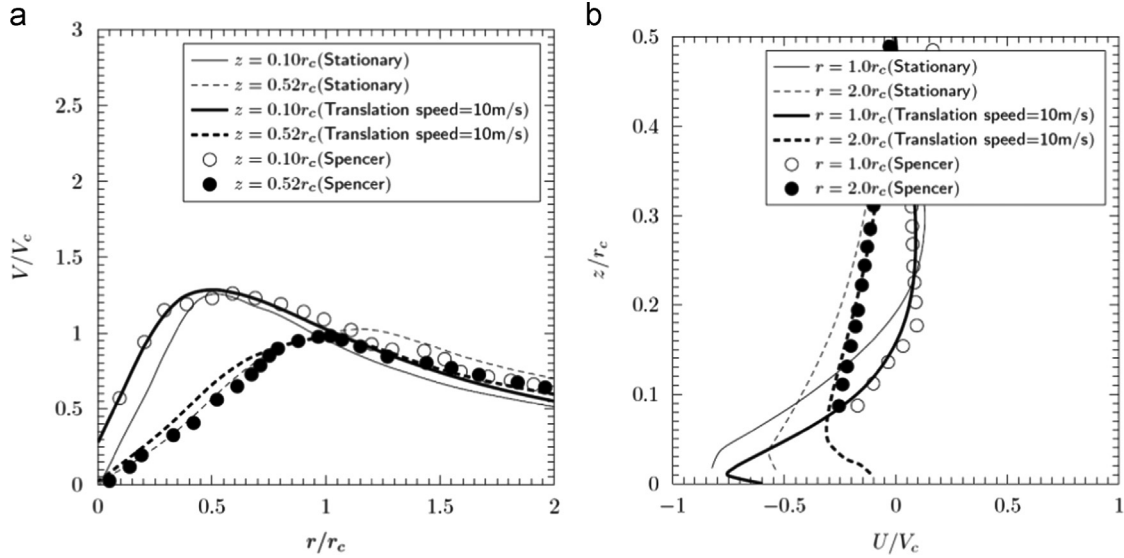 a
3
2.5
2
1.5
1
0.5
0
V/V_c
z = 0.10r_c(Stationary)
z = 0.52r_c(Stationary)
z = 0.10r_c(Translation speed=10m/s)
z = 0.52r_c(Translation speed=10m/s)
z = 0.10r_c(Spencer)
z = 0.52r_c(Spencer)
0 0.5 1 1.5 2
r/r_c
b
0.5
0.4
0.3
0.2
0.1
0
z/r_c
r = 1.0r_c(Stationary)
r = 2.0r_c(Stationary)
r = 1.0r_c(Translation speed=10m/s)
r = 2.0r_c(Translation speed=10m/s)
r = 1.0r_c(Spencer)
r = 2.0r_c(Spencer)
−1 −0.5 0 0.5 1
U/V_c